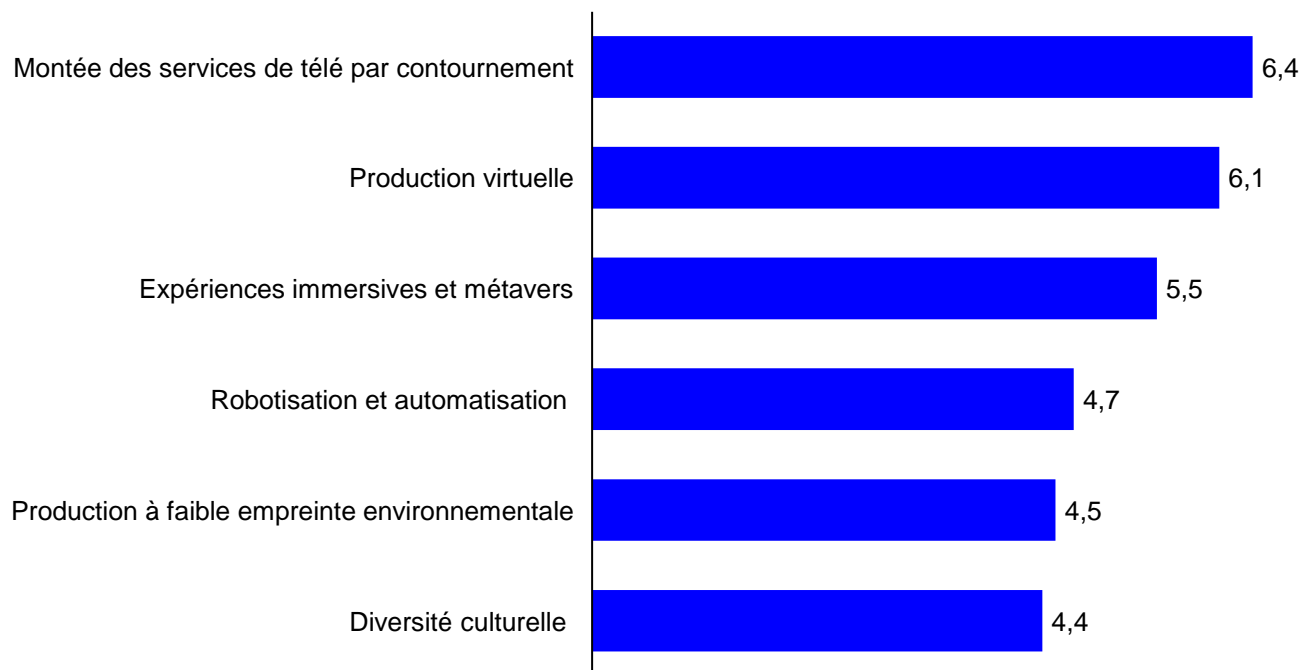 Montée des services de télé par contournement 6,4
Production virtuelle 6,1
Expériences immersives et métavers 5,5
Robotisation et automatisation 4,7
Production à faible empreinte environnementale 4,5
Diversité culturelle 4,4